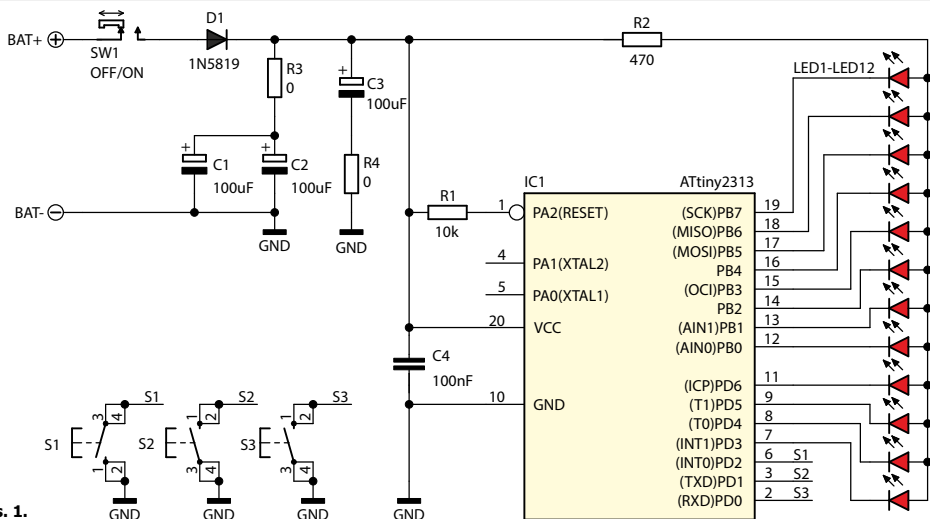 BAT+
SW1
OFF/ON
D1
1N5819
R3
0
C3
100uF
R2
470
LED1-LED12
C1
100uF
C2
100uF
R4
0
BAT-
GND
GND
R1
10k
IC1
ATtiny2313
1
PA2(RESET)
4
PA1(XTAL2)
5
PA0(XTAL1)
20
VCC
10
GND
(SCK)PB7
19
(MISO)PB6
18
(MOSI)PB5
17
PB4
16
(OCI)PB3
15
PB2
14
(AIN1)PB1
13
(AIN0)PB0
12
(ICP)PD6
11
(T1)PD5
9
(T0)PD4
8
(INT1)PD3
7
(INT0)PD2
6
S1
(TXD)PD1
3
S2
(RXD)PD0
2
S3
C4
100nF
S1
S1
3
4
1
2
GND
S2
S2
1
2
3
4
GND
S3
S3
1
2
3
4
GND
GND
s. 1.